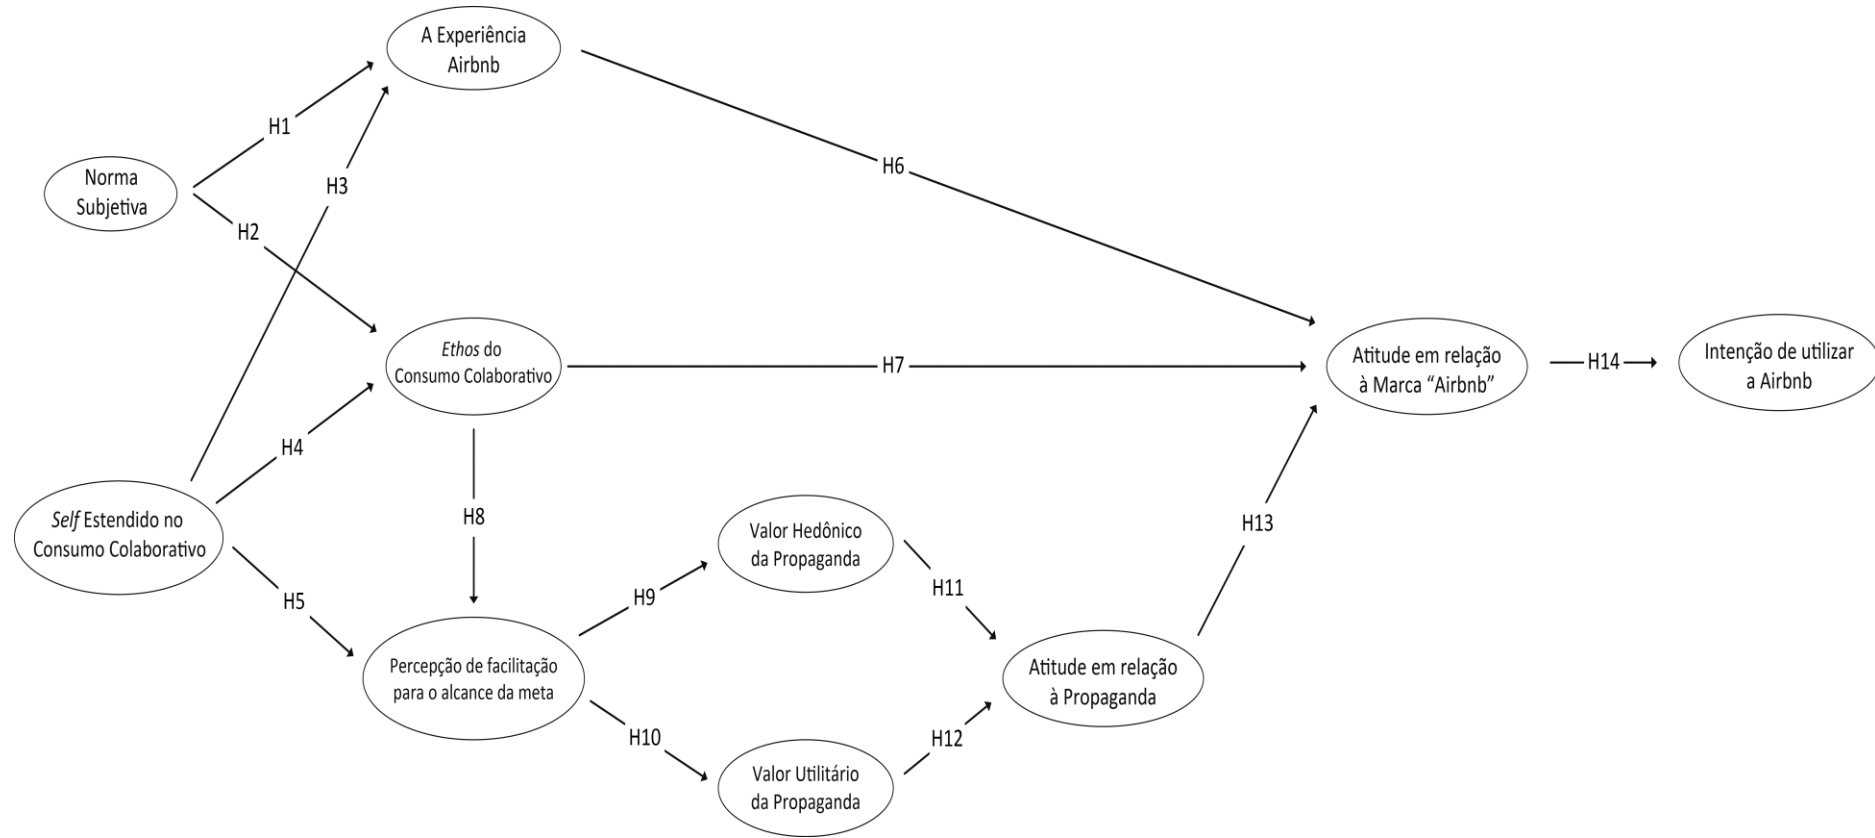 A Experiência
Airbnb
H1
H3
H6
Norma
Subjetiva
H2
Ethos do
Consumo Colaborativo
H7
Atitude em relação
à Marca “Airbnb”
H14
Intenção de utilizar
a Airbnb
H4
Self Estendido no
Consumo Colaborativo
H8
H5
Valor Hedônico
da Propaganda
H13
H9
H11
Percepção de facilitação
para o alcance da meta
Atitude em relação
à Propaganda
H10
H12
Valor Utilitário
da Propaganda